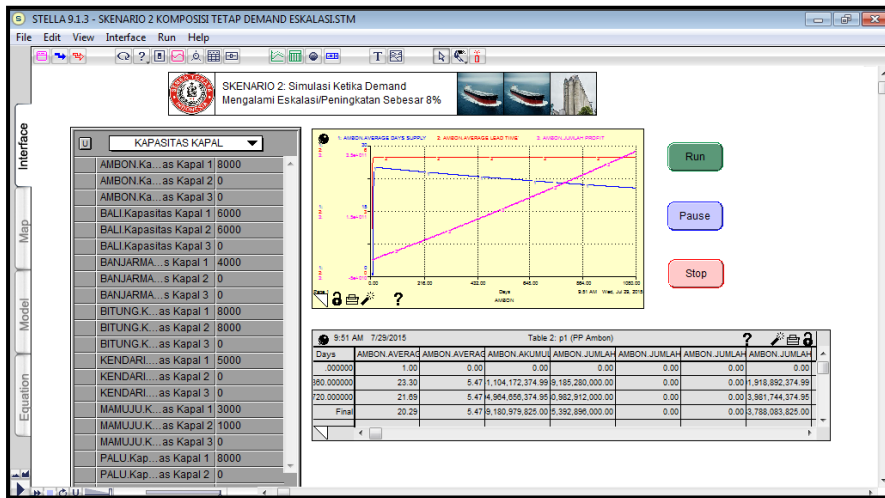 STELLA 9.1.3 - SKENARIO 2 KOMPOSISI TETAP DEMAND ESKALASI.STM
File Edit View Interface Run Help
SKENARIO 2: Simulasi Ketika Demand
Mengalami Eskalasi/Peningkatan Sebesar 8%
Interface
Map
Model
Equation
U KAPASITAS KAPAL
AMBON.Ka...as Kapal 1 8000
AMBON.Ka...as Kapal 2 0
AMBON.Ka...as Kapal 3 0
BALI.Kapasitas Kapal 1 6000
BALI.Kapasitas Kapal 2 6000
BALI.Kapasitas Kapal 3 0
BANJARMA...s Kapal 1 4000
BANJARMA...s Kapal 2 0
BANJARMA...s Kapal 3 0
BITUNG.K...as Kapal 1 8000
BITUNG.K...as Kapal 2 8000
BITUNG.K...as Kapal 3 0
KENDARI....as Kapal 1 5000
KENDARI....as Kapal 2 0
KENDARI....as Kapal 3 0
MAMUJU.K...as Kapal 1 3000
MAMUJU.K...as Kapal 2 1000
MAMUJU.K...as Kapal 3 0
PALU.Kap...as Kapal 1 8000
PALU.Kap...as Kapal 2 0
1: AMBON.AVERAGE DAYS SUPPLY 2: AMBON.AVERAGE LEAD TIME 3: AMBON.JUMLAH PROFIT
0.00 216.00 432.00 648.00 864.00 1080.00
Days 9:51 AM Wed, Jul 29, 2015
AMBON
?
Run
Pause
Stop
9:51 AM 7/29/2015 Table 2: p1 (PP Ambon) ?
Days AMBON.AVERAG AMBON.AVERAG AMBON.AKUMUL AMBON.JUMLAH AMBON.JUMLAH AMBON.JUMLAH AMBON.JUMLAH
.000000 1.00 0.00 0.00 0.00 0.00 0.00 0.00
360.000000 23.30 5.47 1,104,172,374.99 9,185,280,000.00 0.00 0.00 1,918,892,374.99
720.000000 21.69 5.47 4,964,656,374.95 0,982,912,000.00 0.00 0.00 3,981,744,374.95
Final 20.29 5.47 9,180,979,825.00 5,392,896,000.00 0.00 0.00 3,788,083,825.00